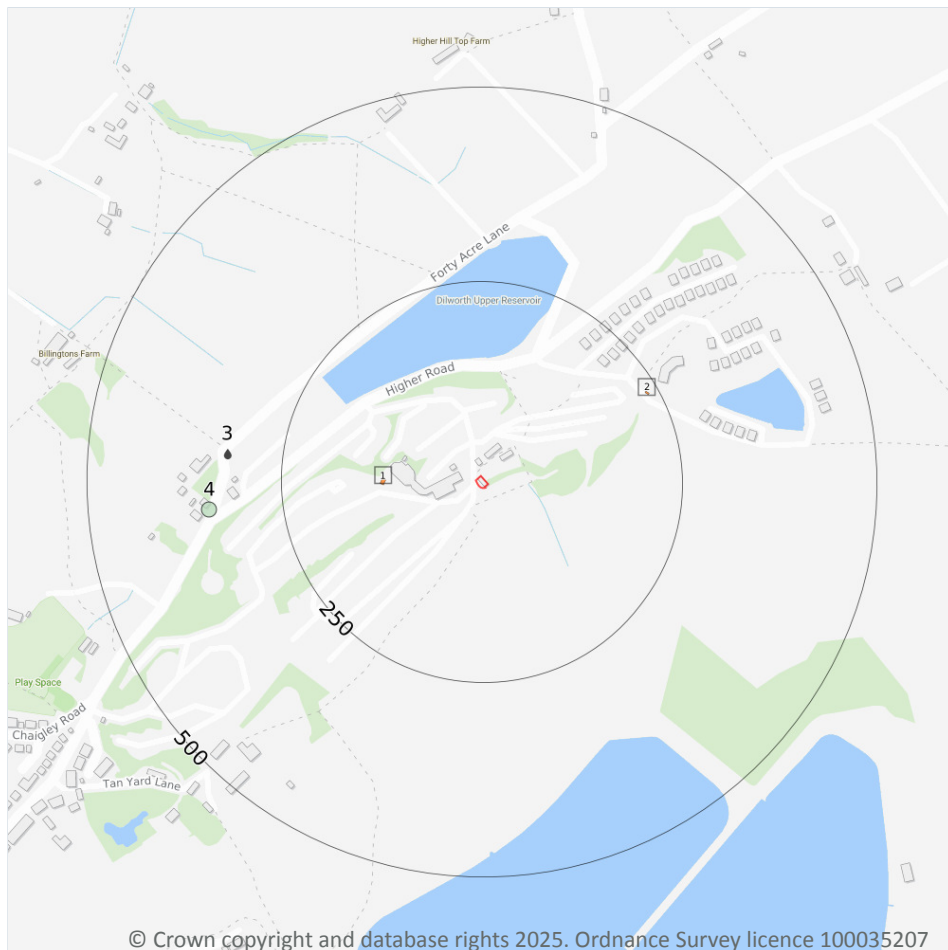 Higher Hill Top Farm
Forty Acre Lane
Dilworth Upper Reservoir
Billingtons Farm
Higher Road
2
3
1
4
250
Play Space
Chaigley Road
500
Tan Yard Lane
© Crown copyright and database rights 2025. Ordnance Survey licence 100035207